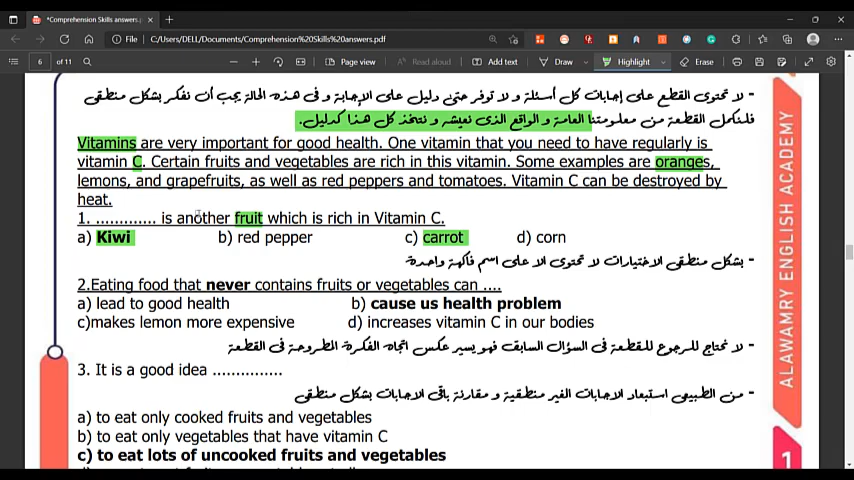 *Comprehension Skills answers.pdf
File
C:/Users/DELL/Documents/Comprehension%20Skills%20answers.pdf
6 of 11
Page view
Read aloud
Add text
Draw
Highlight
Erase
- لا تحتوى القطع على إجابات كل أسئلة و لا توفر حتى دليل على الإجابة و فى هذه الحالة يجب أن نفكر بشكل منطقى
فلنكمل القطعة من معلومتنا العامة و الواقع الذى نعيشه و نتخذ كل هذا كدليل.
Vitamins are very important for good health. One vitamin that you need to have regularly is
vitamin C. Certain fruits and vegetables are rich in this vitamin. Some examples are oranges,
lemons, and grapefruits, as well as red peppers and tomatoes. Vitamin C can be destroyed by
heat.
1. ............. is another fruit which is rich in Vitamin C.
a) Kiwi b) red pepper c) carrot d) corn
- بشكل منطقى الاختيارات لا تحتوى الا على اسم فاكهة واحدة
2.Eating food that never contains fruits or vegetables can ....
a) lead to good health b) cause us health problem
c)makes lemon more expensive d) increases vitamin C in our bodies
- لا نحتاج للرجوع للقطعة فى السؤال السابق فهو يسير عكس اتجاه الفكرة المطروحة فى القطعة
3. It is a good idea ...............
- من الطبيعى استبعاد الاجابات الغير منطقية و مقارنة باقى الاجابات بشكل منطقى
a) to eat only cooked fruits and vegetables
b) to eat only vegetables that have vitamin C
c) to eat lots of uncooked fruits and vegetables
ALAWAMRY ENGLISH ACADEMY
1